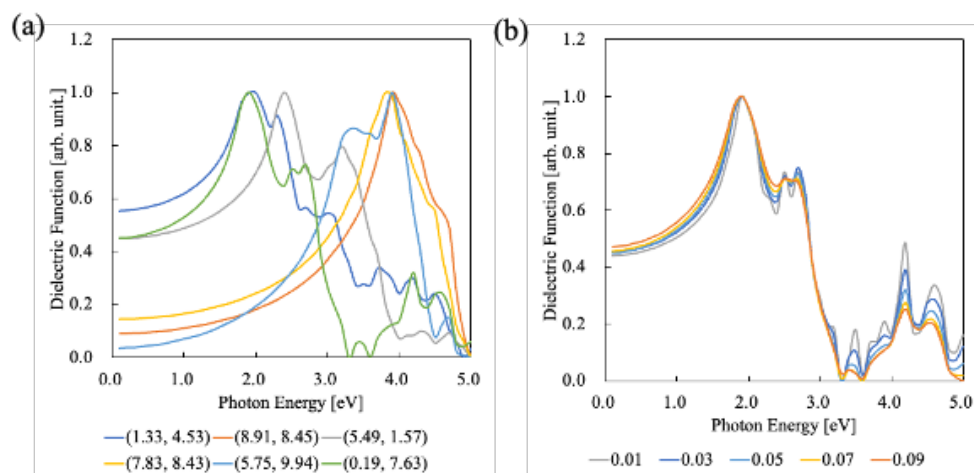 (a)
Dielectric Function [arb. unit.]
1.2
1.0
0.8
0.6
0.4
0.2
0.0
0.0 1.0 2.0 3.0 4.0 5.0
Photon Energy [eV]
(1.33, 4.53) (8.91, 8.45) (5.49, 1.57)
(7.83, 8.43) (5.75, 9.94) (0.19, 7.63)
(b)
Dielectric Function [arb. unit.]
1.2
1.0
0.8
0.6
0.4
0.2
0.0
0.0 1.0 2.0 3.0 4.0 5.0
Photon Energy [eV]
0.01 0.03 0.05 0.07 0.09